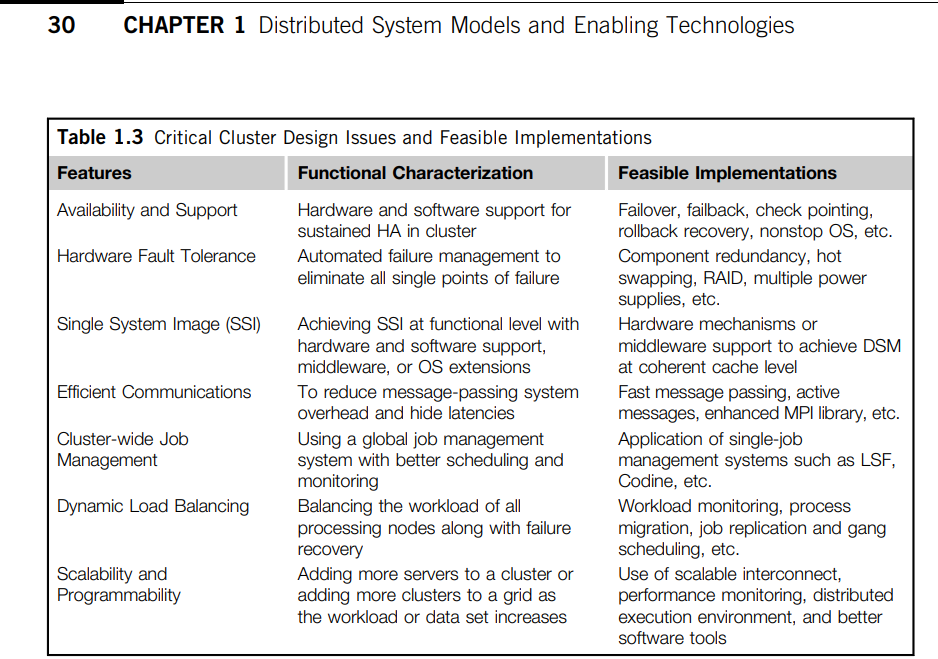 30 CHAPTER 1 Distributed System Models and Enabling Technologies
Table 1.3 Critical Cluster Design Issues and Feasible Implementations
Features Functional Characterization Feasible Implementations
Availability and Support Hardware and software support for Failover, failback, check pointing,
sustained HA in cluster rollback recovery, nonstop OS, etc.
Hardware Fault Tolerance Automated failure management to Component redundancy, hot
eliminate all single points of failure swapping, RAID, multiple power
supplies, etc.
Single System Image (SSI) Achieving SSI at functional level with Hardware mechanisms or
hardware and software support, middleware support to achieve DSM
middleware, or OS extensions at coherent cache level
Efficient Communications To reduce message-passing system Fast message passing, active
overhead and hide latencies messages, enhanced MPI library, etc.
Cluster-wide Job Using a global job management Application of single-job
Management system with better scheduling and management systems such as LSF,
monitoring Codine, etc.
Dynamic Load Balancing Balancing the workload of all Workload monitoring, process
processing nodes along with failure migration, job replication and gang
recovery scheduling, etc.
Scalability and Adding more servers to a cluster or Use of scalable interconnect,
Programmability adding more clusters to a grid as performance monitoring, distributed
the workload or data set increases execution environment, and better
software tools